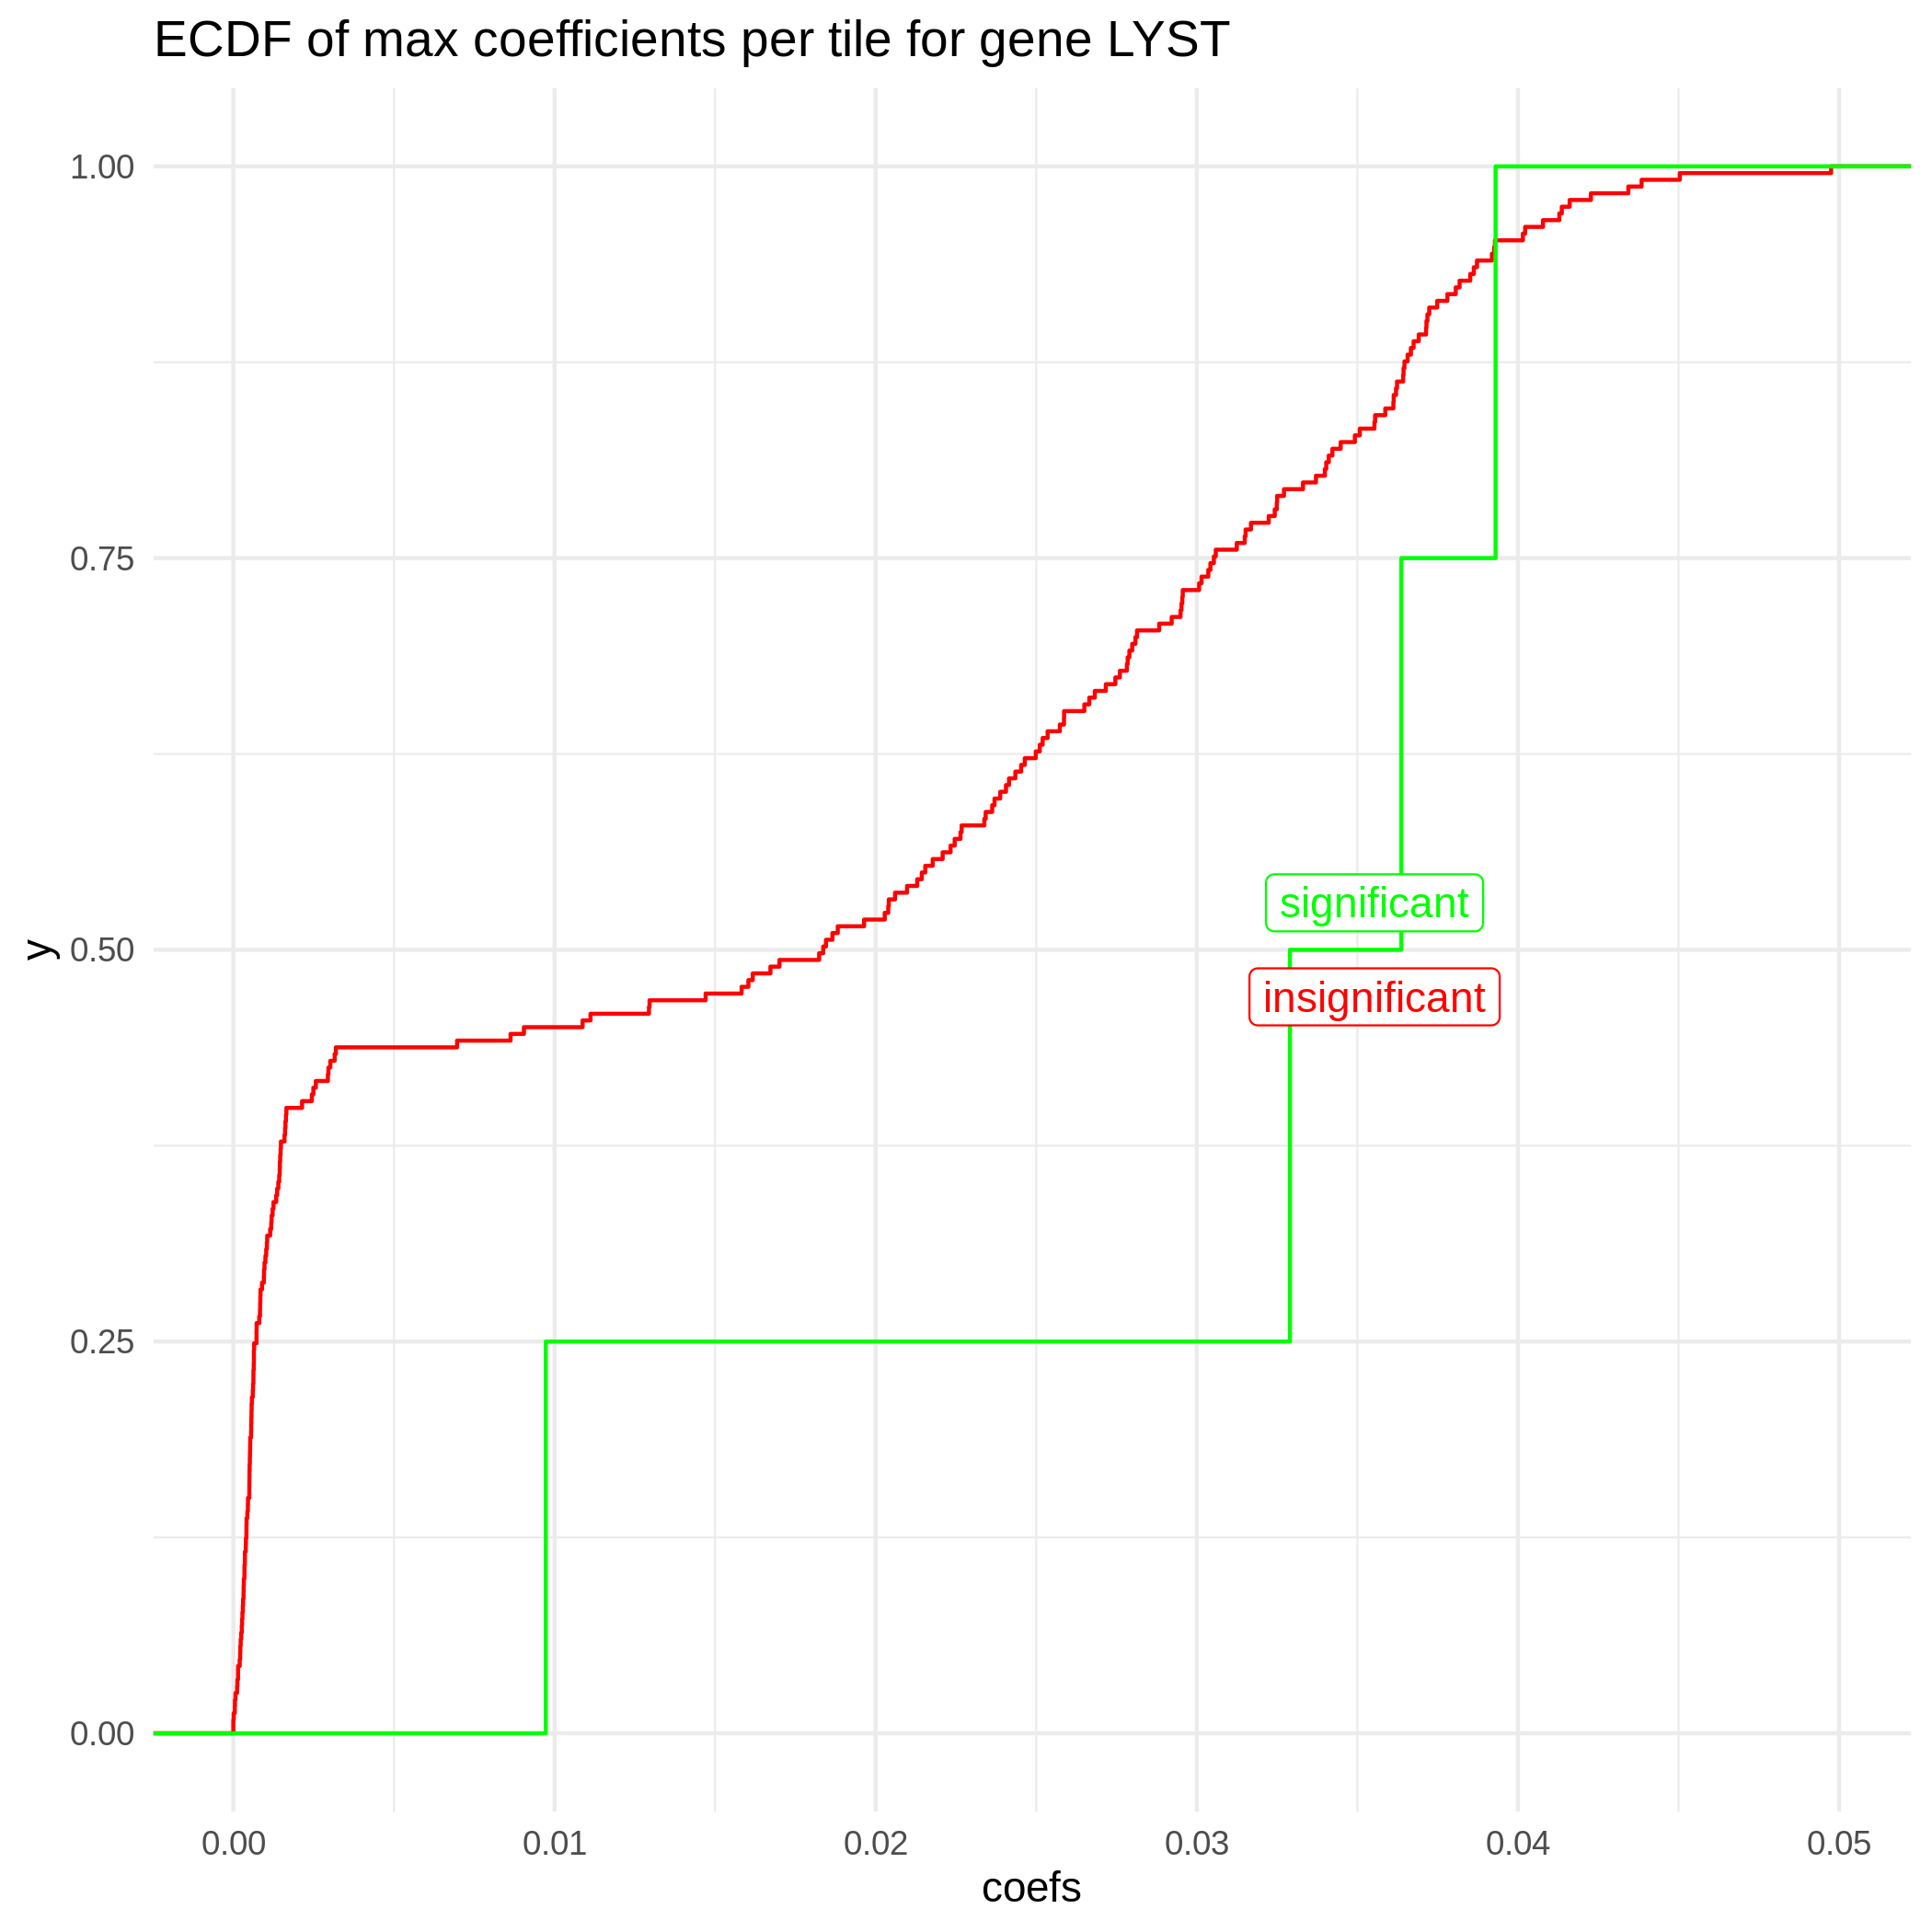 ECDF of max coefficients per tile for gene LYST
y
1.00
0.75
0.50
0.25
0.00
significant
insignificant
0.00 0.01 0.02 0.03 0.04 0.05
coefs